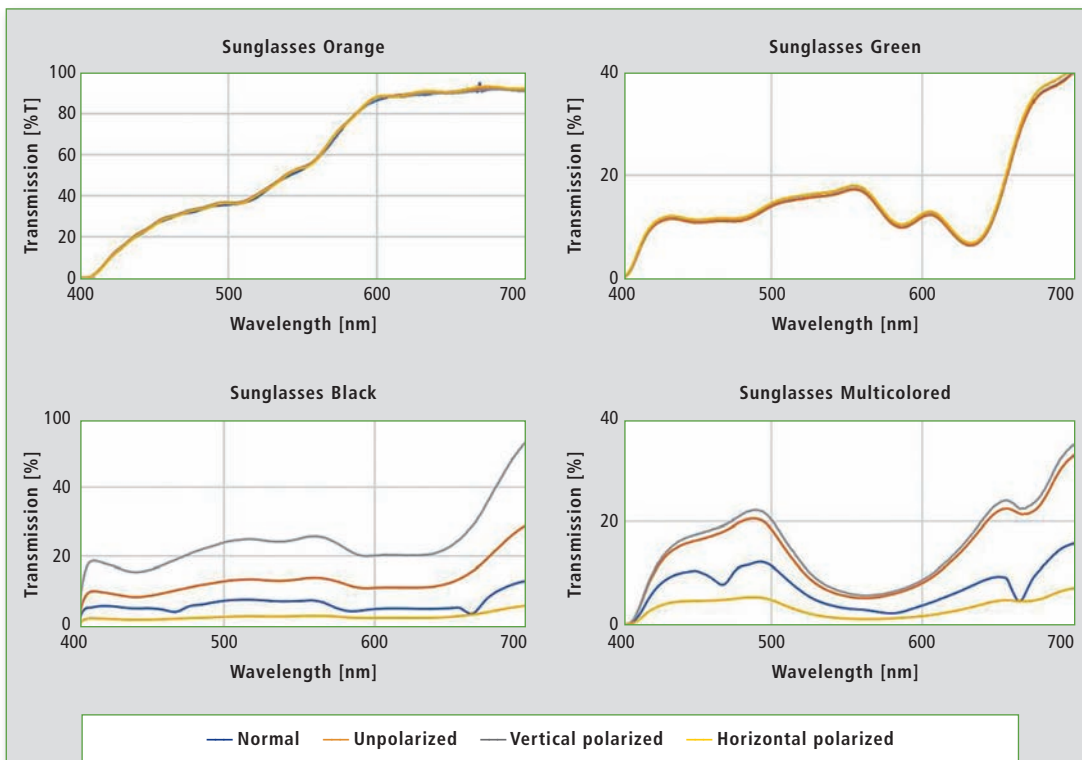 Sunglasses Orange
Transmission [%T]
100
80
60
40
20
0
400 500 600 700
Wavelength [nm]
Sunglasses Green
Transmission [%T]
40
20
0
400 500 600 700
Wavelength [nm]
Sunglasses Black
Transmission [%]
100
40
20
0
400 500 600 700
Wavelength [nm]
Sunglasses Multicolored
Transmission [%]
40
20
0
400 500 600 700
Wavelength [nm]
Normal Unpolarized Vertical polarized Horizontal polarized